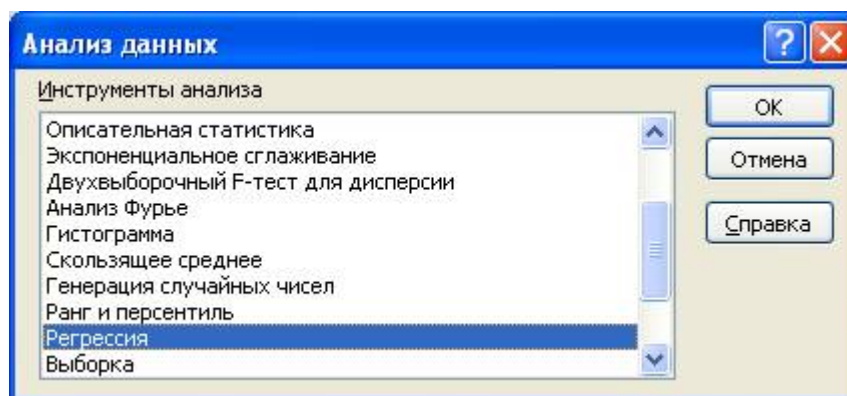 Анализ данных
Инструменты анализа
Описательная статистика
Экспоненциальное сглаживание
Двухвыборочный F-тест для дисперсии
Анализ Фурье
Гистограмма
Скользящее среднее
Генерация случайных чисел
Ранг и персентиль
Регрессия
Выборка
ОК
Отмена
Справка